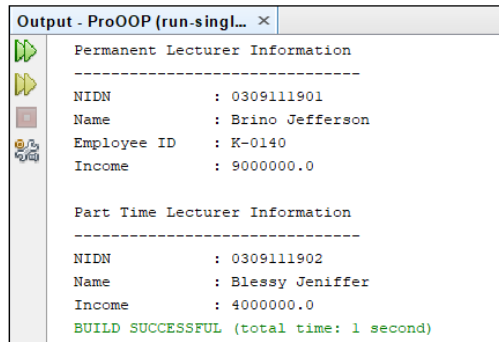 Output - ProOOP (run-singl... ×
Permanent Lecturer Information
-------------------------------
NIDN : 0309111901
Name : Brino Jefferson
Employee ID : K-0140
Income : 9000000.0
Part Time Lecturer Information
-------------------------------
NIDN : 0309111902
Name : Blessy Jeniffer
Income : 4000000.0
BUILD SUCCESSFUL (total time: 1 second)